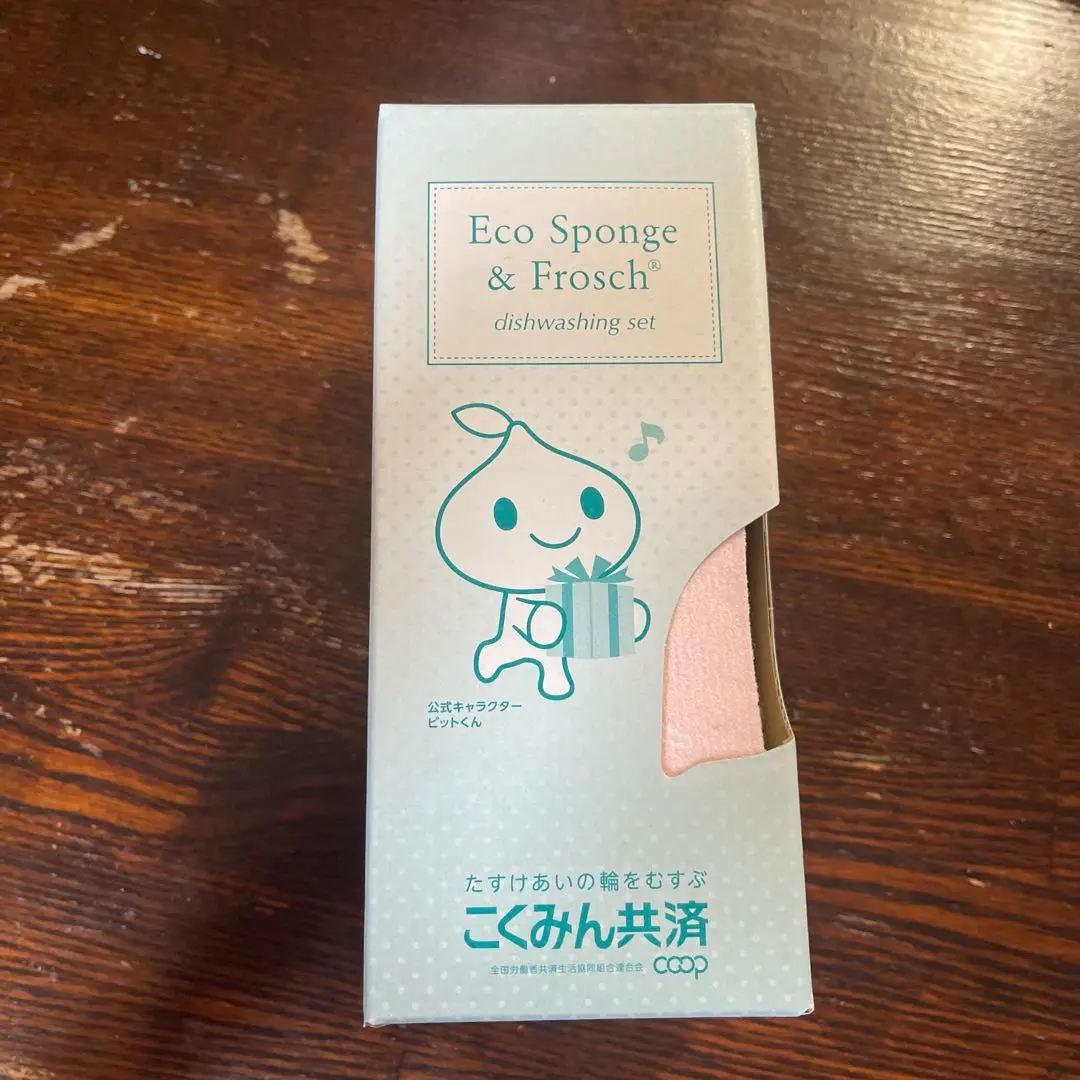 Eco Sponge
& Frosch®
dishwashing set
公式キャラクター
ピットくん
たすけあいの輪をむすぶ
こくみん共済
全国労働者共済生活協同組合連合会 coop